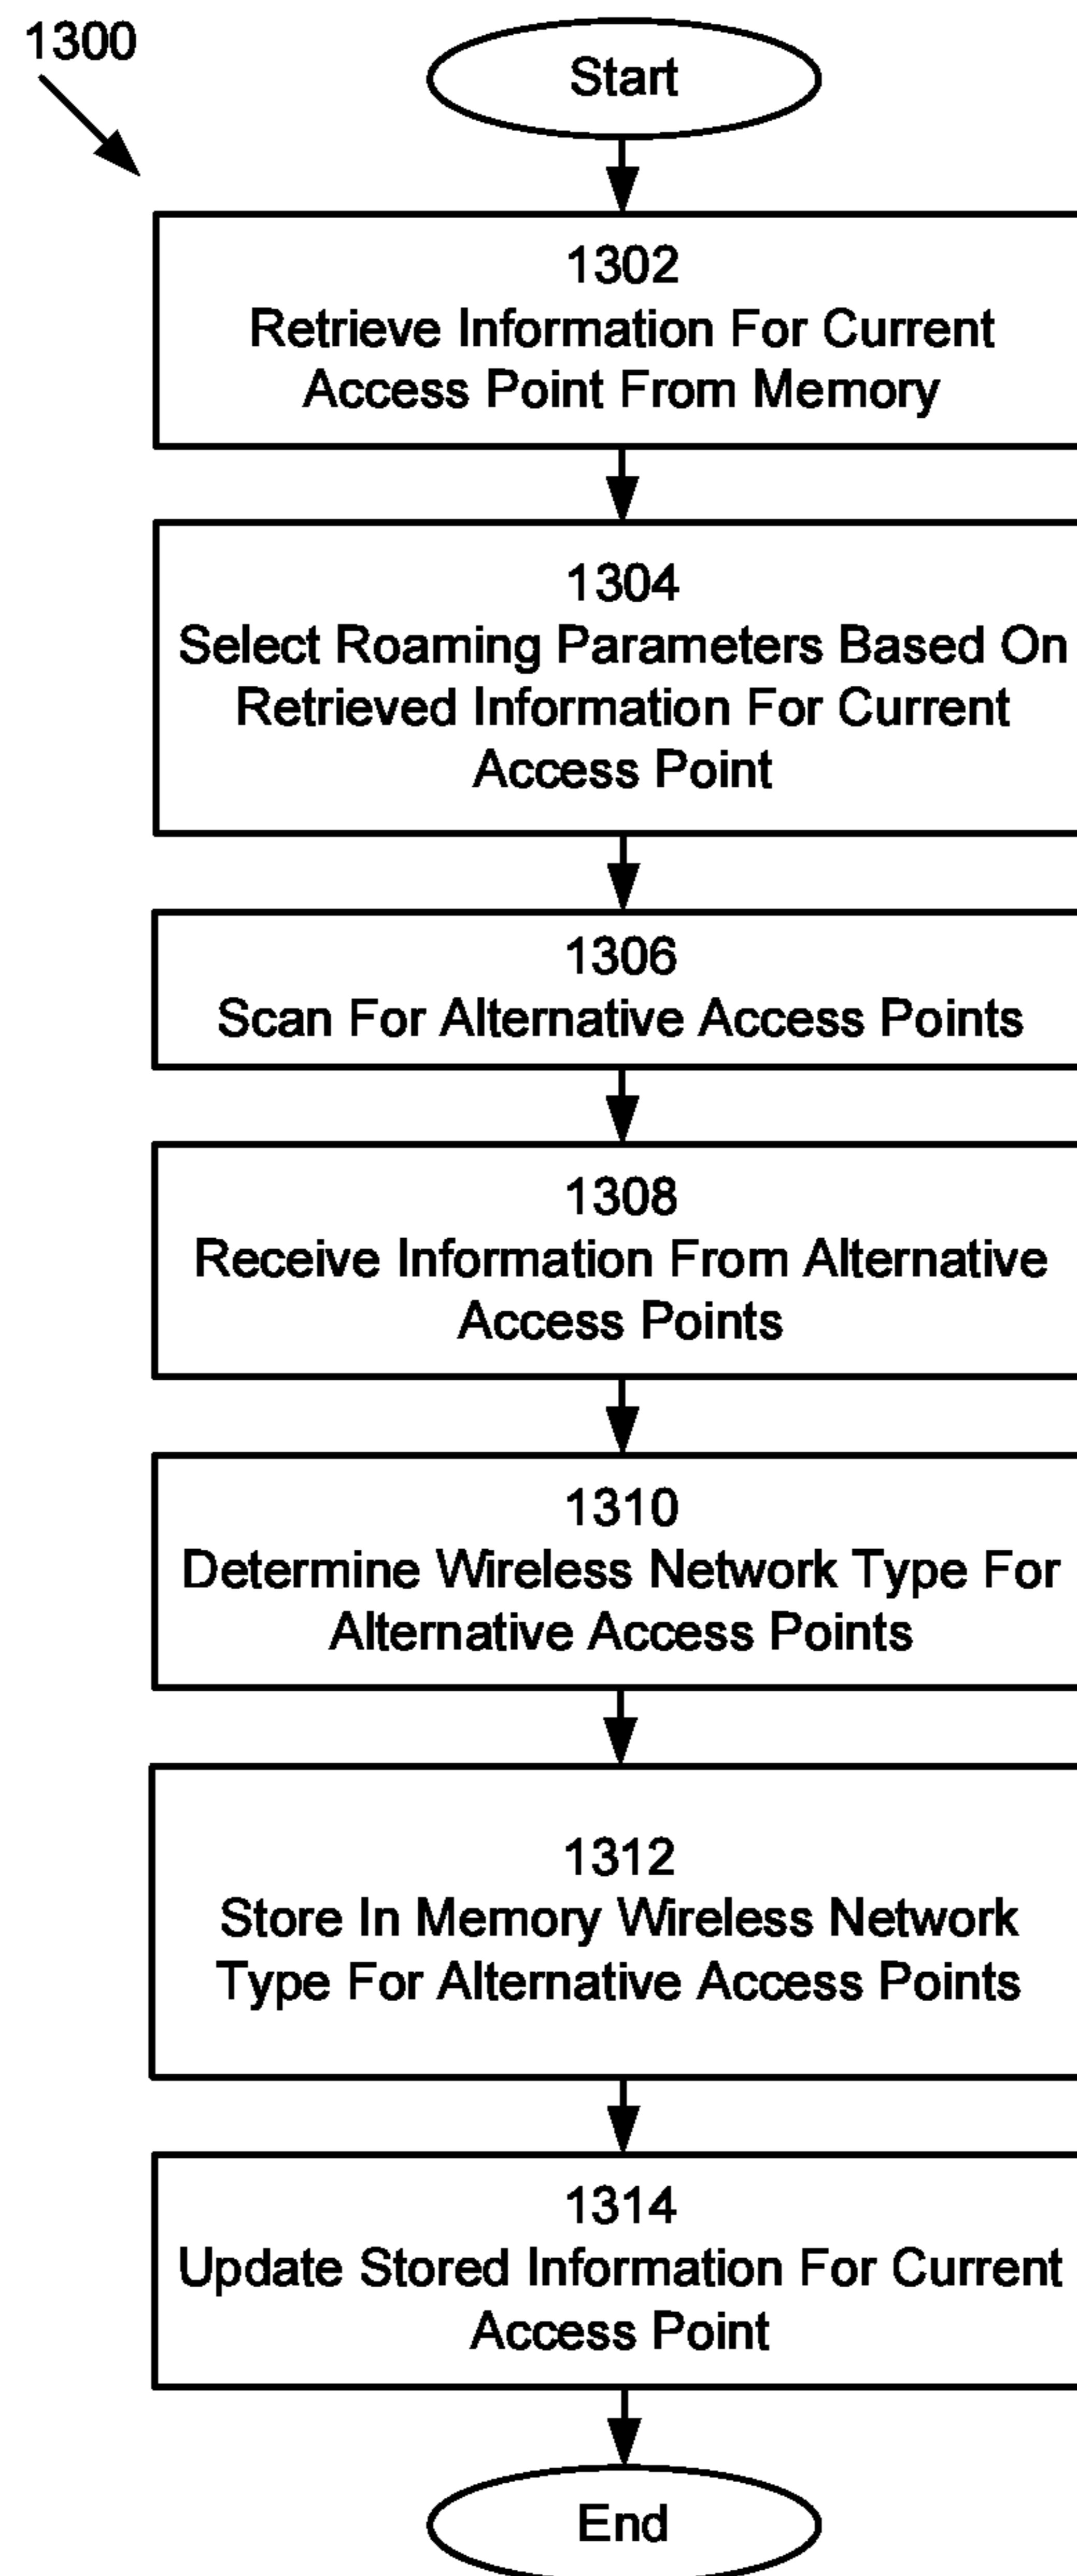 1300
Start
1302
Retrieve Information For Current
Access Point From Memory
1304
Select Roaming Parameters Based On
Retrieved Information For Current
Access Point
1306
Scan For Alternative Access Points
1308
Receive Information From Alternative
Access Points
1310
Determine Wireless Network Type For
Alternative Access Points
1312
Store In Memory Wireless Network
Type For Alternative Access Points
1314
Update Stored Information For Current
Access Point
End